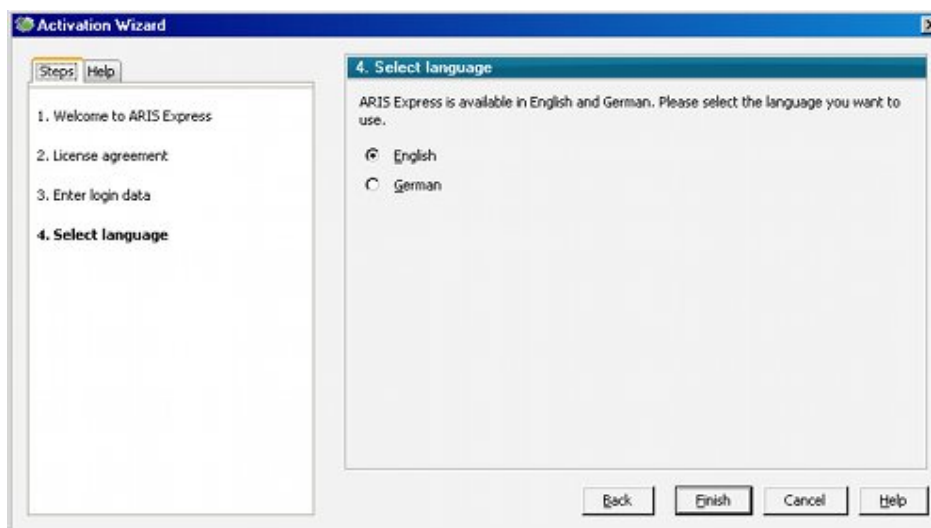 Activation Wizard
Steps Help
1. Welcome to ARIS Express
2. License agreement
3. Enter login data
4. Select language
4. Select language
ARIS Express is available in English and German. Please select the language you want to
use.
English
German
Back Finish Cancel Help